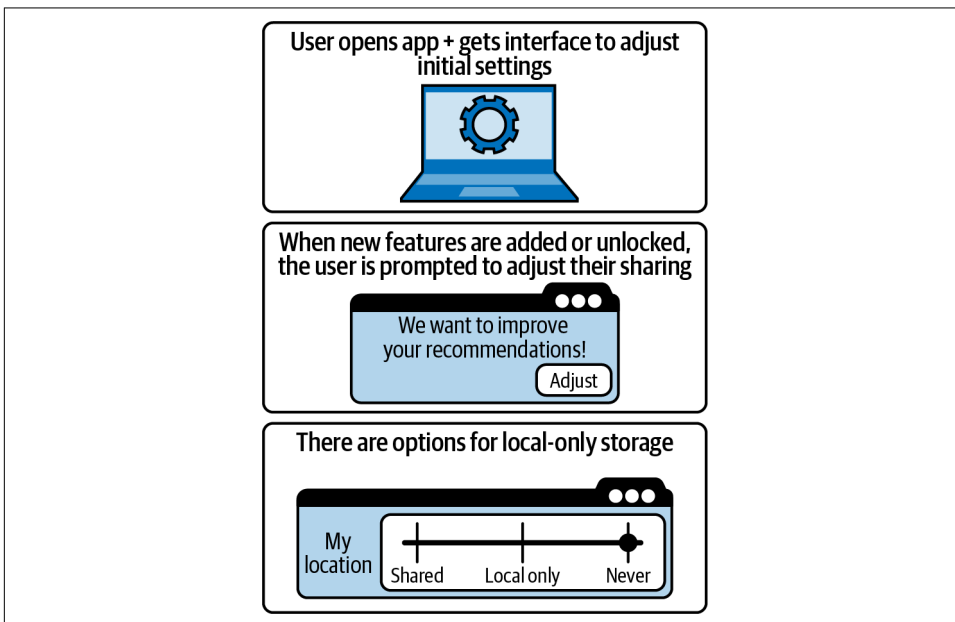 User opens app + gets interface to adjust
initial settings
When new features are added or unlocked,
the user is prompted to adjust their sharing
We want to improve
your recommendations!
Adjust
There are options for local-only storage
My
location
Shared
Local only
Never